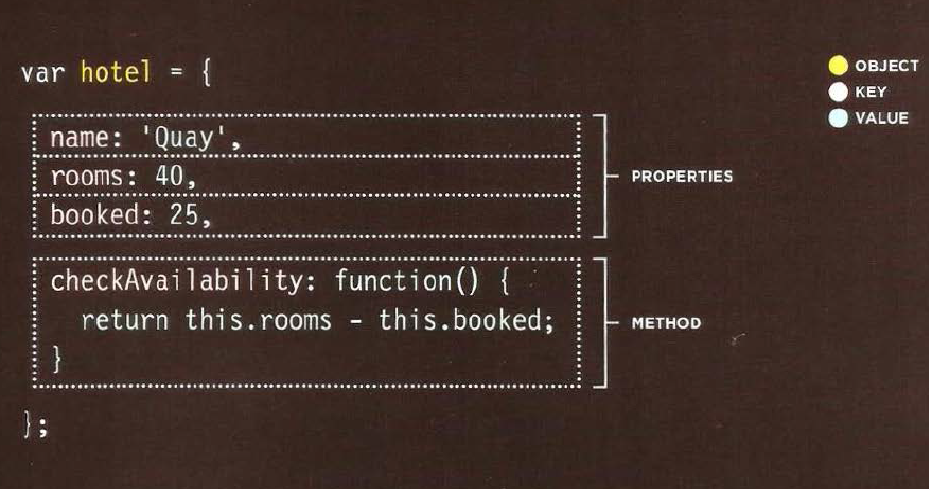 var hotel = {
OBJECT
KEY
VALUE
name: 'Quay',
rooms: 40,
PROPERTIES
booked: 25,
checkAvailability: function() {
return this.rooms - this.booked;
METHOD
}
};